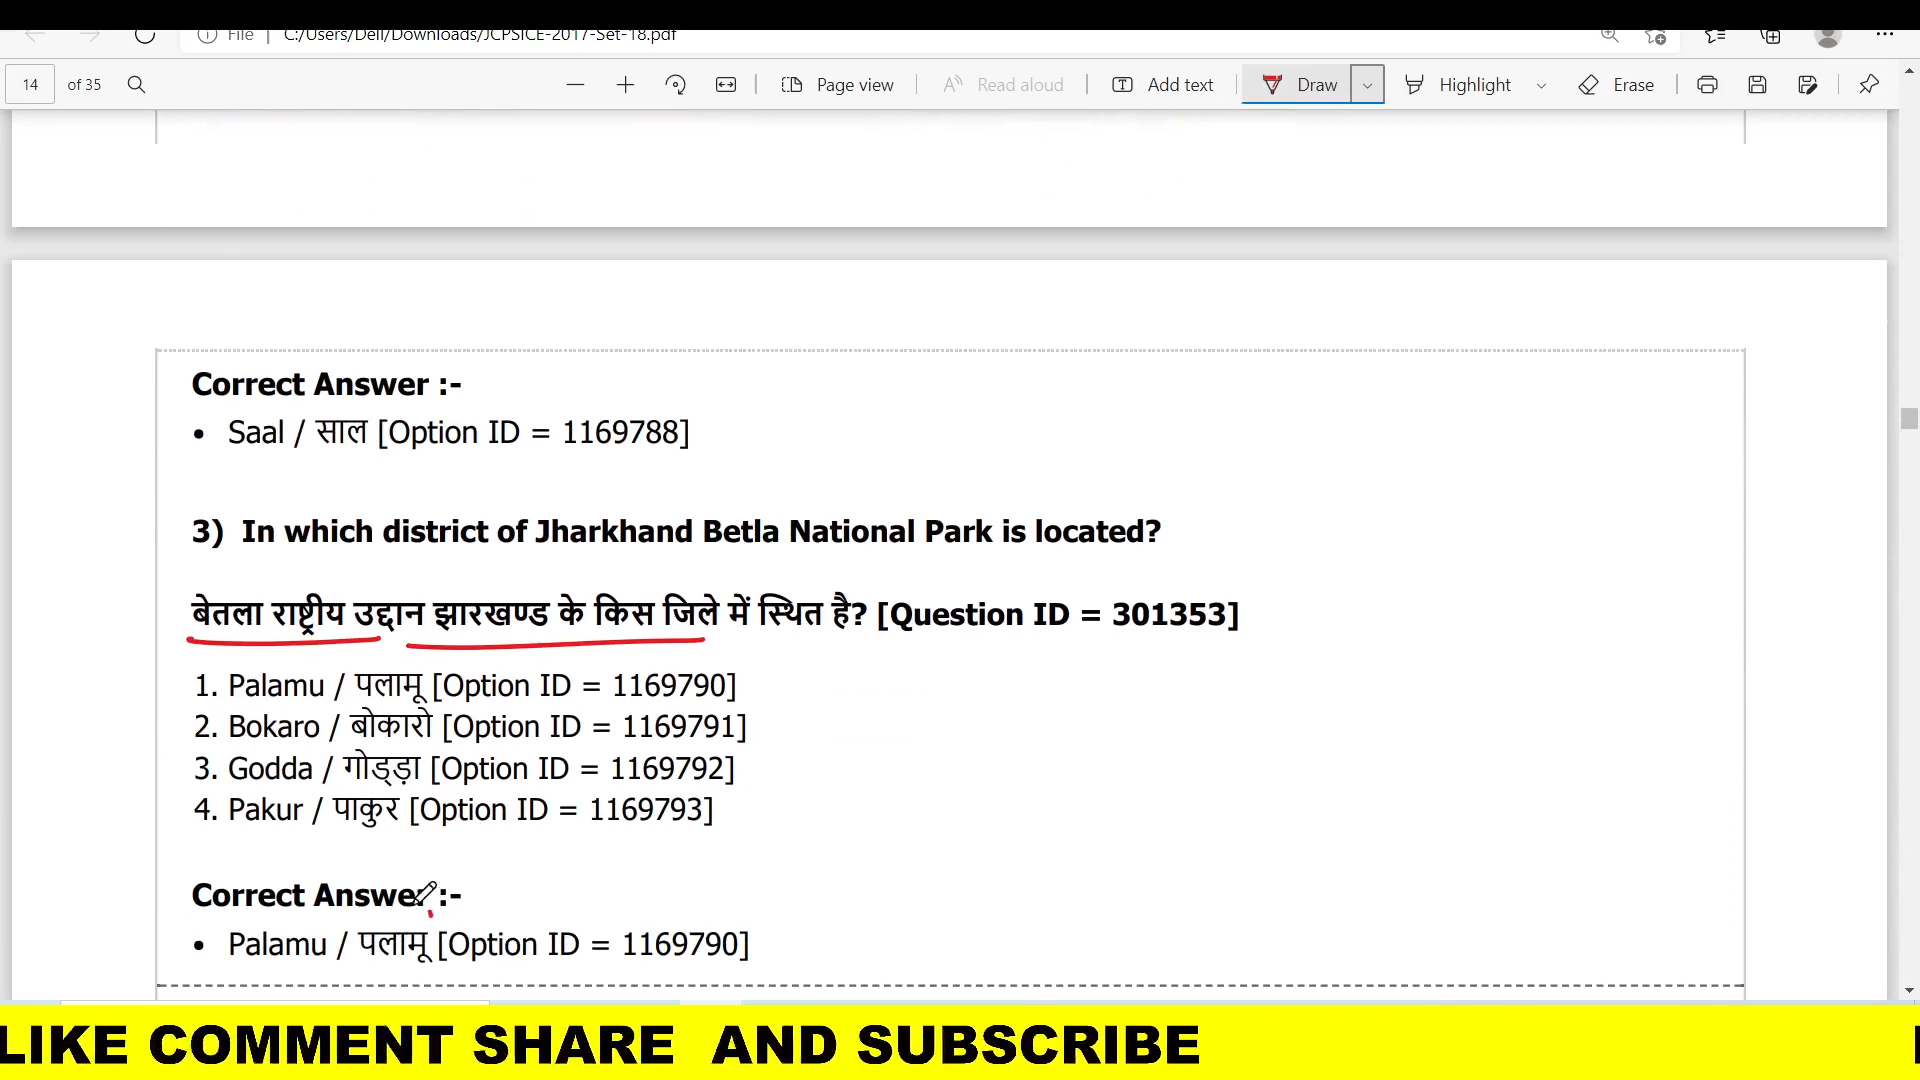 File | C:/Users/Dell/Downloads/JCPSICE-2017-Set-18.pdf
14 of 35 Page view Read aloud Add text Draw Highlight Erase
Correct Answer :-
• Saal / साल [Option ID = 1169788]
3) In which district of Jharkhand Betla National Park is located?
बेतला राष्ट्रीय उद्दान झारखण्ड के किस जिले में स्थित है? [Question ID = 301353]
1. Palamu / पलामू [Option ID = 1169790]
2. Bokaro / बोकारो [Option ID = 1169791]
3. Godda / गोड्ड़ा [Option ID = 1169792]
4. Pakur / पाकुर [Option ID = 1169793]
Correct Answer :-
• Palamu / पलामू [Option ID = 1169790]
LIKE COMMENT SHARE AND SUBSCRIBE